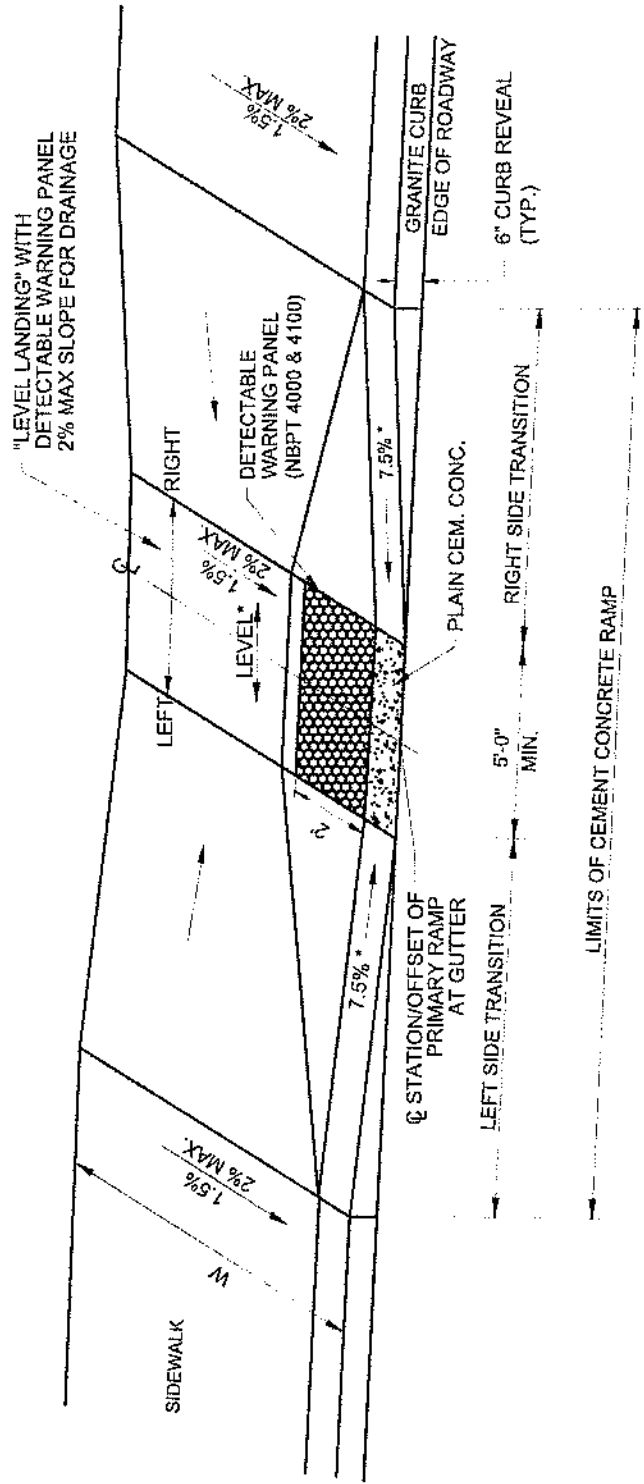 "LEVEL LANDING" WITH
DETECTABLE WARNING PANEL
2% MAX SLOPE FOR DRAINAGE
SIDEWALK
W
1.5%
2% MAX.
LEFT
RIGHT
℄
1.5%
2% MAX.
LEVEL*
2'
DETECTABLE
WARNING PANEL
(NBPT 4000 & 4100)
1.5%
2% MAX.
7.5% *
7.5% *
GRANITE CURB
EDGE OF ROADWAY
6" CURB REVEAL
(TYP.)
PLAIN CEM. CONC.
℄ STATION/OFFSET OF
PRIMARY RAMP
AT GUTTER
LEFT SIDE TRANSITION
5'-0"
MIN.
RIGHT SIDE TRANSITION
LIMITS OF CEMENT CONCRETE RAMP